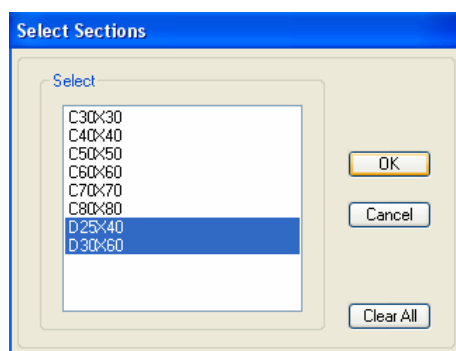 Select Sections
Select
C30X30
C40X40
C50X50
C60X60
C70X70
C80X80
D25X40
D30X60
OK
Cancel
Clear All